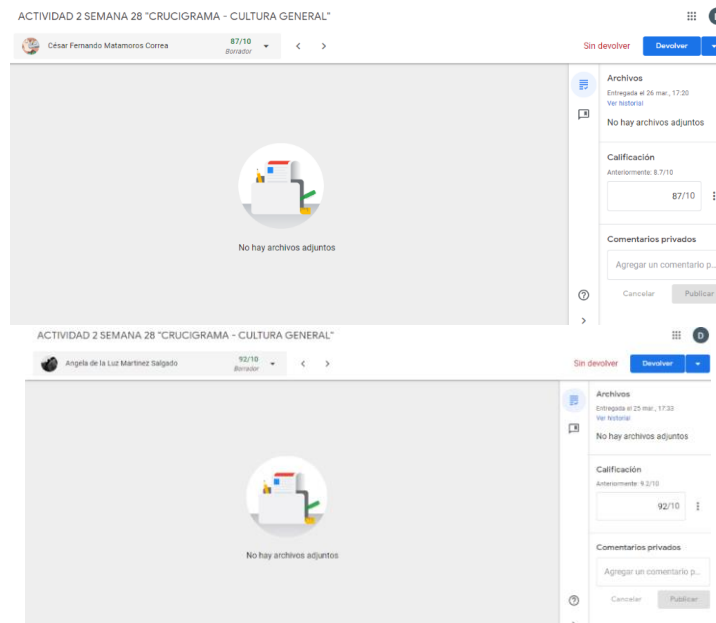 ACTIVIDAD 2 SEMANA 28 "CRUCIGRAMA - CULTURA GENERAL"
César Fernando Matamoros Correa
87/10
Borrador
Sin devolver
Devolver
Archivos
Entregada el 26 mar., 17:20
Ver historial
No hay archivos adjuntos
Calificación
Anteriormente: 8.7/10
87/10
No hay archivos adjuntos
Comentarios privados
Agregar un comentario p...
Cancelar
Publicar
ACTIVIDAD 2 SEMANA 28 "CRUCIGRAMA - CULTURA GENERAL"
D
Angela de la Luz Martinez Salgado
92/10
Borrador
Sin devolver
Devolver
Archivos
Entregada el 25 mar., 17:33
Ver historial
No hay archivos adjuntos
Calificación
Anteriormente: 9.2/10
92/10
No hay archivos adjuntos
Comentarios privados
Agregar un comentario p...
Cancelar
Publicar